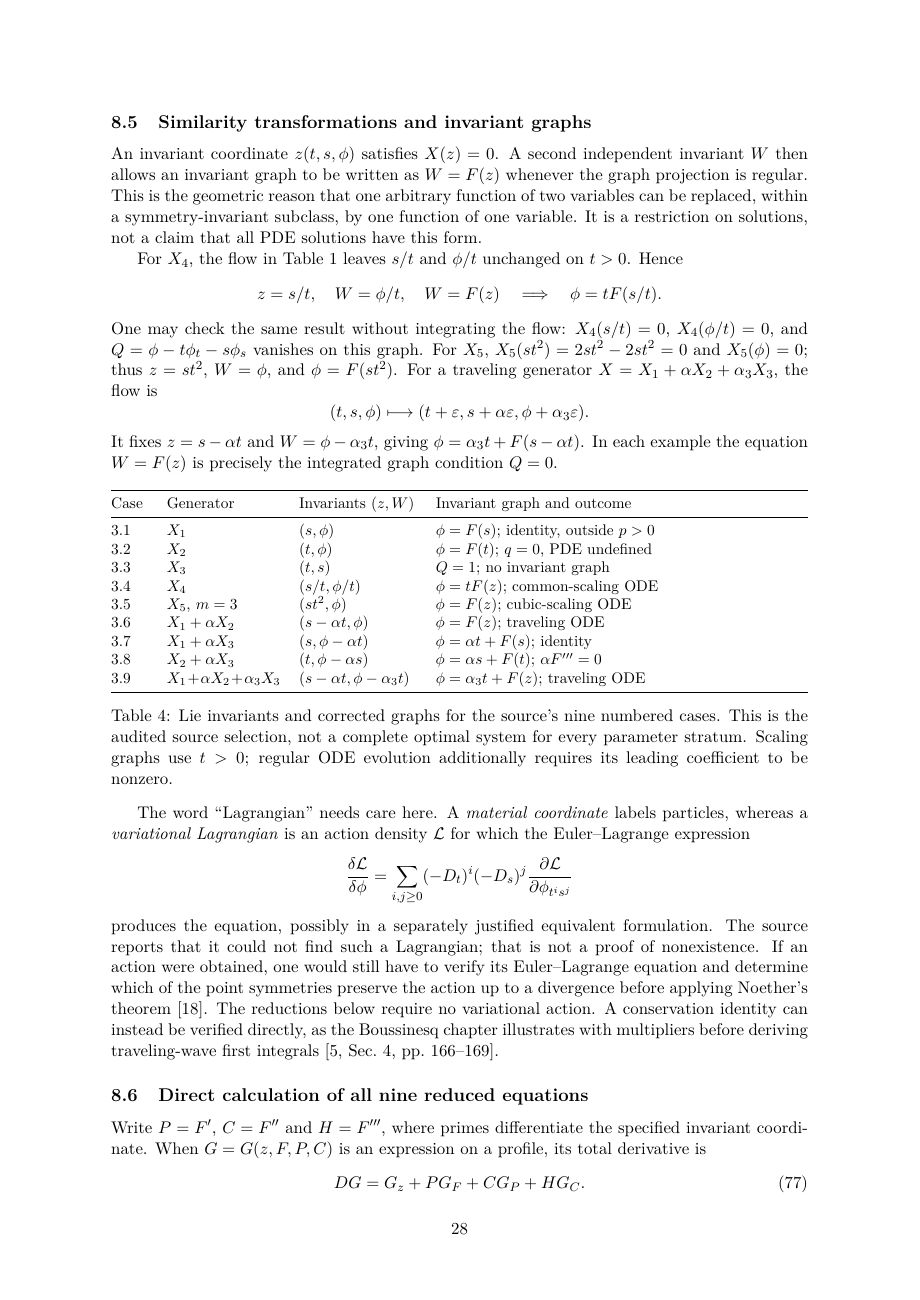 8.5 Similarity transformations and invariant graphs
An invariant coordinate z(t, s, ϕ) satisfies X(z) = 0. A second independent invariant W then
allows an invariant graph to be written as W = F(z) whenever the graph projection is regular.
This is the geometric reason that one arbitrary function of two variables can be replaced, within
a symmetry-invariant subclass, by one function of one variable. It is a restriction on solutions,
not a claim that all PDE solutions have this form.
For X₄, the flow in Table 1 leaves s/t and ϕ/t unchanged on t > 0. Hence
z = s/t, W = ϕ/t, W = F(z) ⟹ ϕ = tF(s/t).
One may check the same result without integrating the flow: X₄(s/t) = 0, X₄(ϕ/t) = 0, and
Q = ϕ − tϕₜ − sϕₛ vanishes on this graph. For X₅, X₅(st²) = 2st² − 2st² = 0 and X₅(ϕ) = 0;
thus z = st², W = ϕ, and ϕ = F(st²). For a traveling generator X = X₁ + αX₂ + α₃X₃, the
flow is
(t, s, ϕ) ⟼ (t + ε, s + αε, ϕ + α₃ε).
It fixes z = s − αt and W = ϕ − α₃t, giving ϕ = α₃t + F(s − αt). In each example the equation
W = F(z) is precisely the integrated graph condition Q = 0.
Case Generator Invariants (z, W) Invariant graph and outcome
3.1 X₁ (s, ϕ) ϕ = F(s); identity, outside p > 0
3.2 X₂ (t, ϕ) ϕ = F(t); q = 0, PDE undefined
3.3 X₃ (t, s) Q = 1; no invariant graph
3.4 X₄ (s/t, ϕ/t) ϕ = tF(z); common-scaling ODE
3.5 X₅, m = 3 (st², ϕ) ϕ = F(z); cubic-scaling ODE
3.6 X₁ + αX₂ (s − αt, ϕ) ϕ = F(z); traveling ODE
3.7 X₁ + αX₃ (s, ϕ − αt) ϕ = αt + F(s); identity
3.8 X₂ + αX₃ (t, ϕ − αs) ϕ = αs + F(t); αF‴ = 0
3.9 X₁+αX₂+α₃X₃ (s − αt, ϕ − α₃t) ϕ = α₃t + F(z); traveling ODE
Table 4: Lie invariants and corrected graphs for the source's nine numbered cases. This is the
audited source selection, not a complete optimal system for every parameter stratum. Scaling
graphs use t > 0; regular ODE evolution additionally requires its leading coefficient to be
nonzero.
The word “Lagrangian” needs care here. A material coordinate labels particles, whereas a
variational Lagrangian is an action density ℒ for which the Euler–Lagrange expression
δℒ/δϕ = ∑_{i,j≥0} (−Dₜ)ⁱ(−Dₛ)ʲ ∂ℒ/∂ϕ_{tⁱsʲ}
produces the equation, possibly in a separately justified equivalent formulation. The source
reports that it could not find such a Lagrangian; that is not a proof of nonexistence. If an
action were obtained, one would still have to verify its Euler–Lagrange equation and determine
which of the point symmetries preserve the action up to a divergence before applying Noether's
theorem [18]. The reductions below require no variational action. A conservation identity can
instead be verified directly, as the Boussinesq chapter illustrates with multipliers before deriving
traveling-wave first integrals [5, Sec. 4, pp. 166–169].
8.6 Direct calculation of all nine reduced equations
Write P = F′, C = F″ and H = F‴, where primes differentiate the specified invariant coordi-
nate. When G = G(z, F, P, C) is an expression on a profile, its total derivative is
DG = G_z + PG_F + CG_P + HG_C. (77)
28